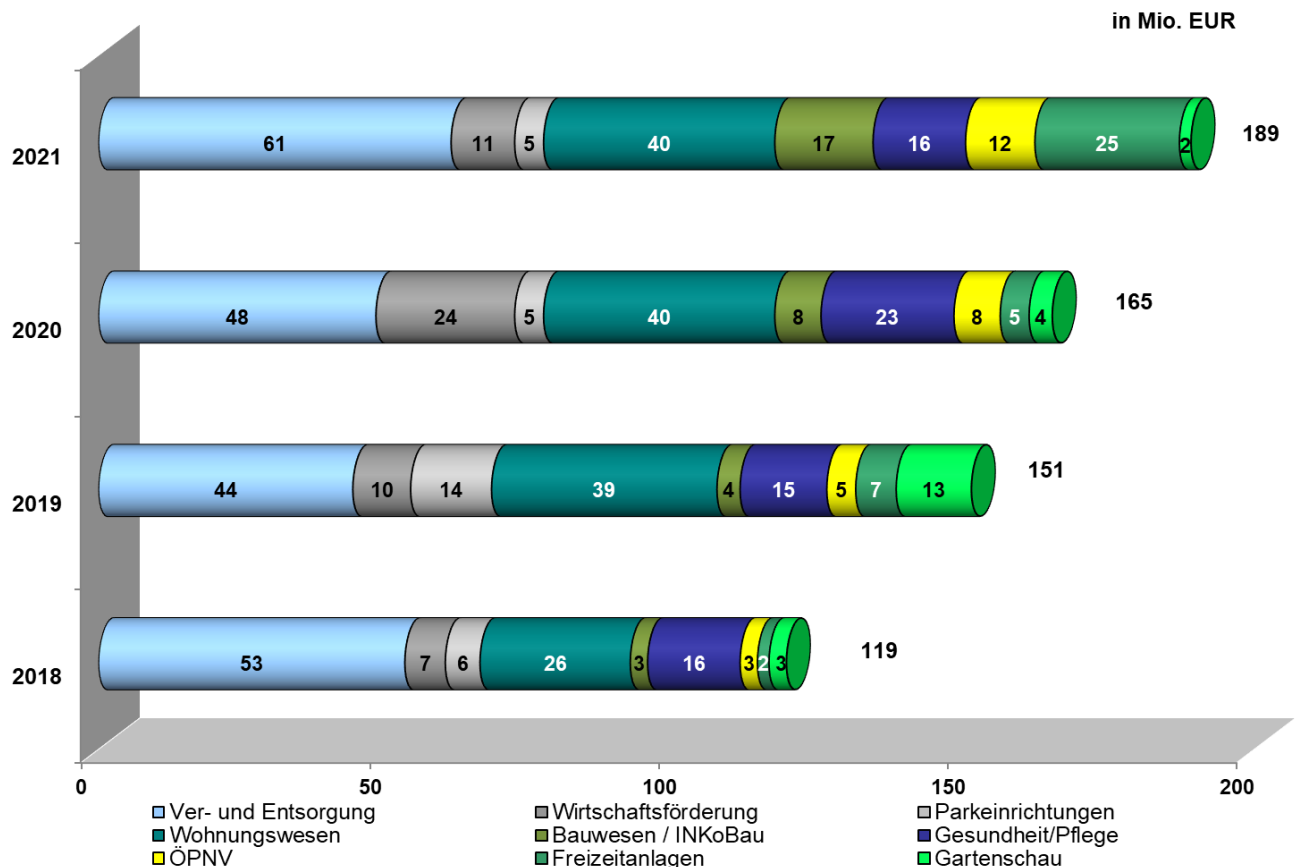 in Mio. EUR
2021 61 11 5 40 17 16 12 25 2 189
2020 48 24 5 40 8 23 8 5 4 165
2019 44 10 14 39 4 15 5 7 13 151
2018 53 7 6 26 3 16 3 2 3 119
0 50 100 150 200
Ver- und Entsorgung Wirtschaftsförderung Parkeinrichtungen
Wohnungswesen Bauwesen / INKoBau Gesundheit/Pflege
ÖPNV Freizeitanlagen Gartenschau